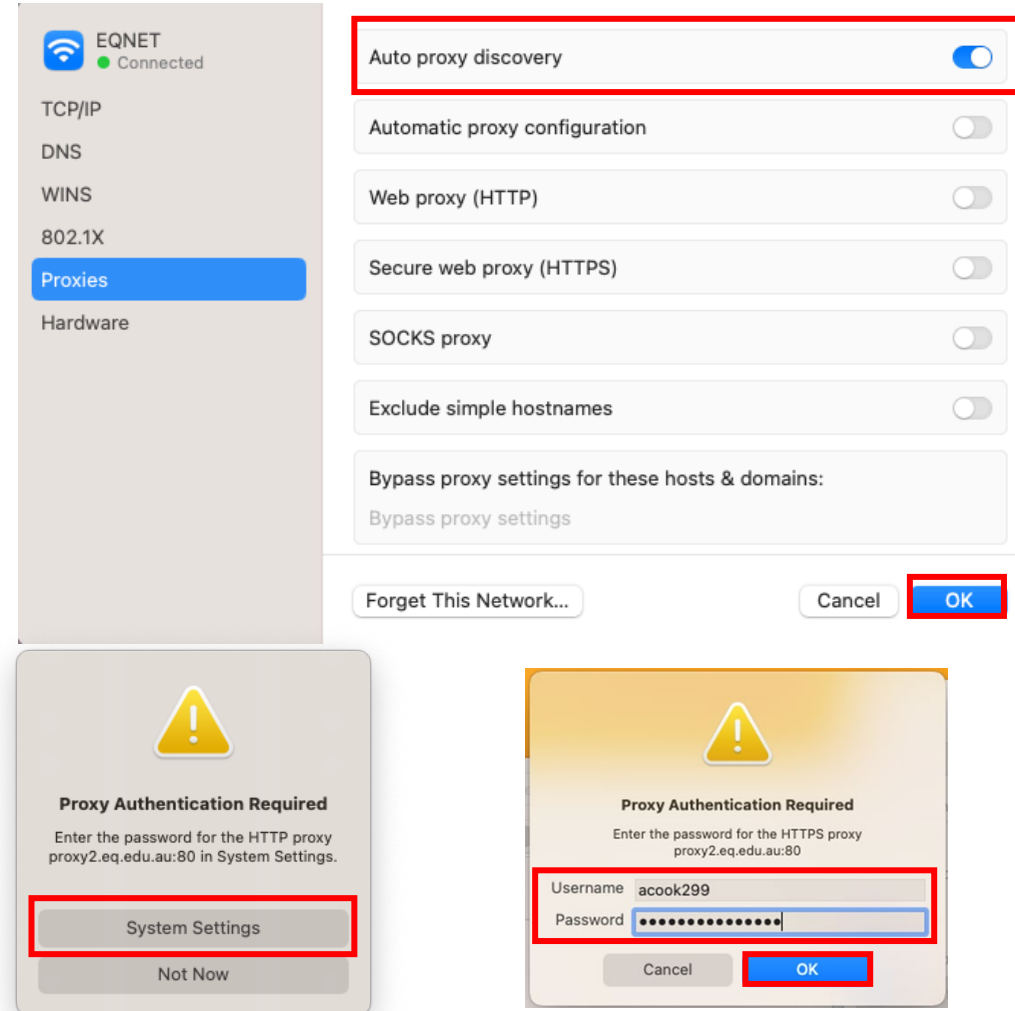 EQNET
Connected
TCP/IP
DNS
WINS
802.1X
Proxies
Hardware
Auto proxy discovery
Automatic proxy configuration
Web proxy (HTTP)
Secure web proxy (HTTPS)
SOCKS proxy
Exclude simple hostnames
Bypass proxy settings for these hosts & domains:
Bypass proxy settings
Forget This Network...
Cancel
OK
Proxy Authentication Required
Enter the password for the HTTP proxy
proxy2.eq.edu.au:80 in System Settings.
System Settings
Not Now
Proxy Authentication Required
Enter the password for the HTTPS proxy
proxy2.eq.edu.au:80
Username acook299
Password •••••••••••••••
Cancel
OK